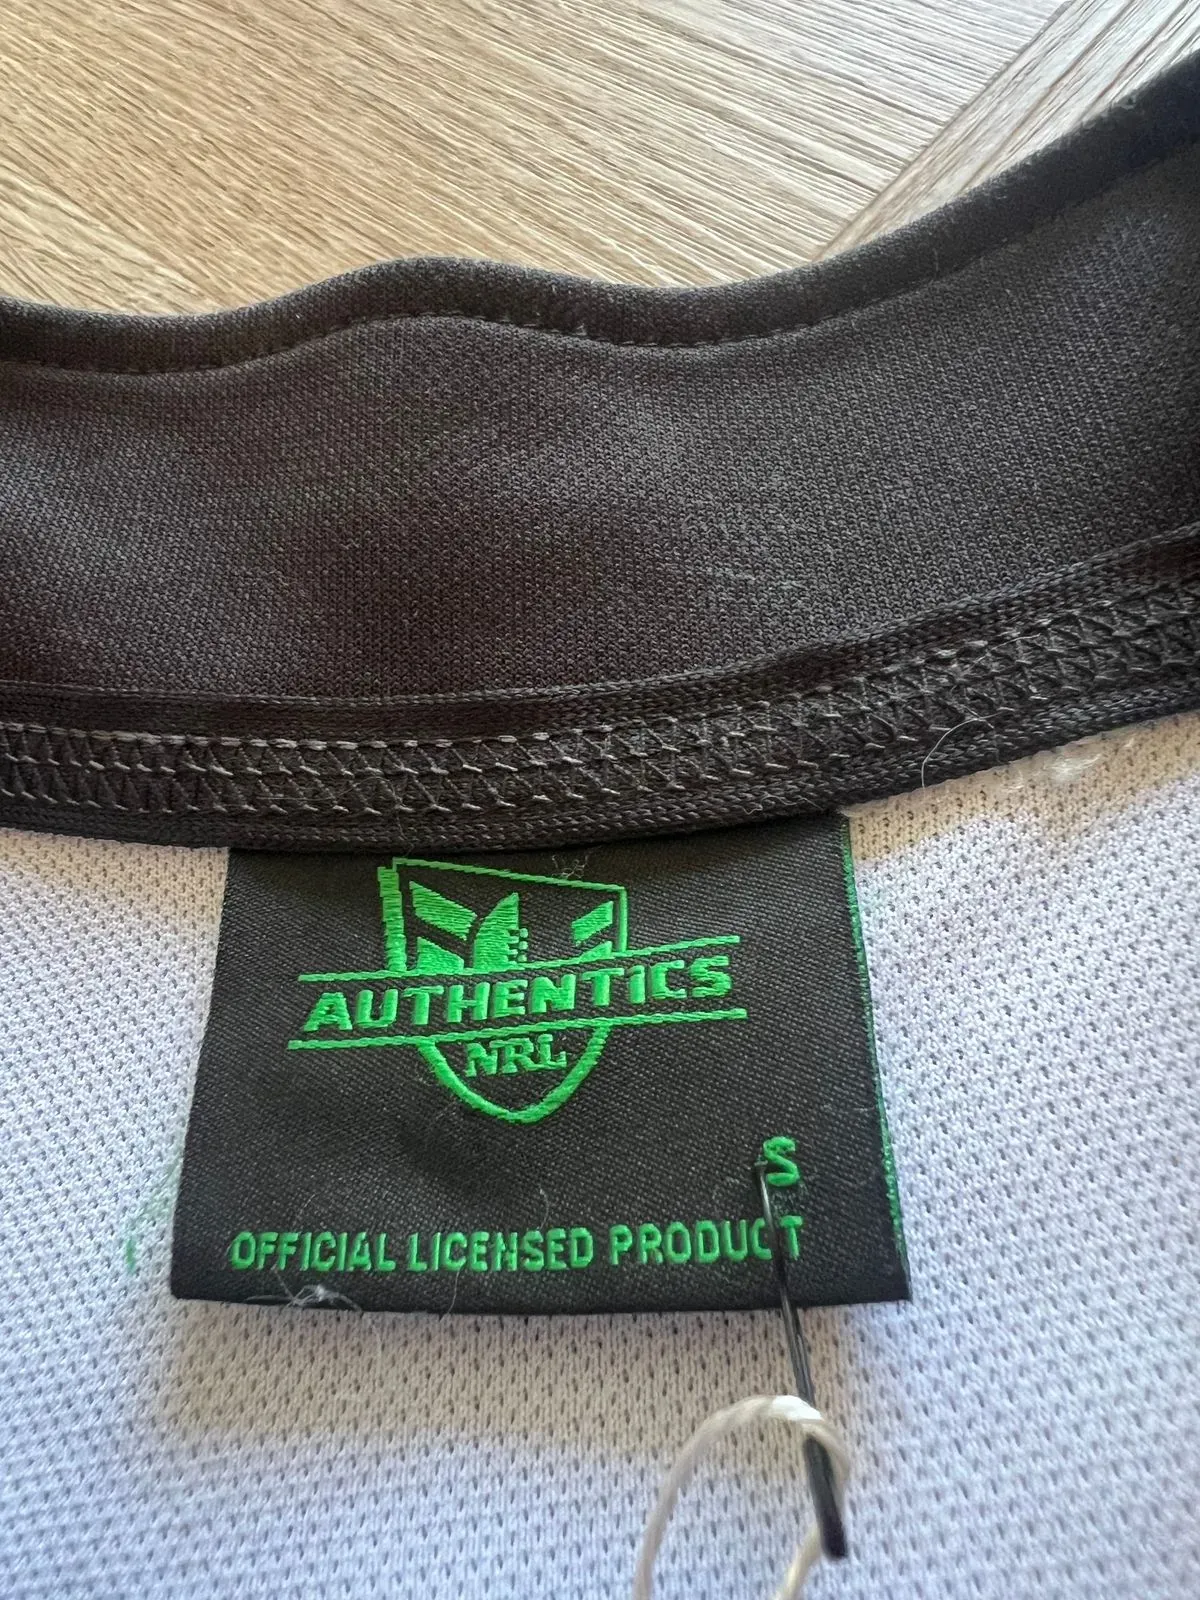 AUTHENTiCS
NRL
S
OFFICIAL LICENSED PRODUCT